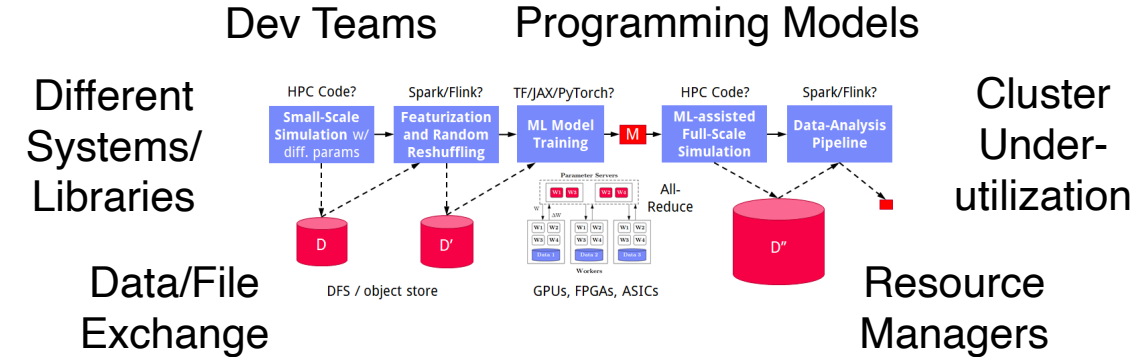 Dev Teams
Programming Models
Different
Systems/
Libraries
HPC Code?
Spark/Flink?
TF/JAX/PyTorch?
HPC Code?
Spark/Flink?
Small-Scale
Simulation w/
diff. params
Featurization
and Random
Reshuffling
ML Model
Training
M
ML-assisted
Full-Scale
Simulation
Data-Analysis
Pipeline
Cluster
Under-
utilization
Parameter Servers
W1 W3
W2 W4
All-
Reduce
W
ΔW
W1 W2
W3 W4
Data 1
W1 W2
W3 W4
Data 2
W1 W2
W3 W4
Data 3
Workers
D
D'
D''
Data/File
Exchange
DFS / object store
GPUs, FPGAs, ASICs
Resource
Managers